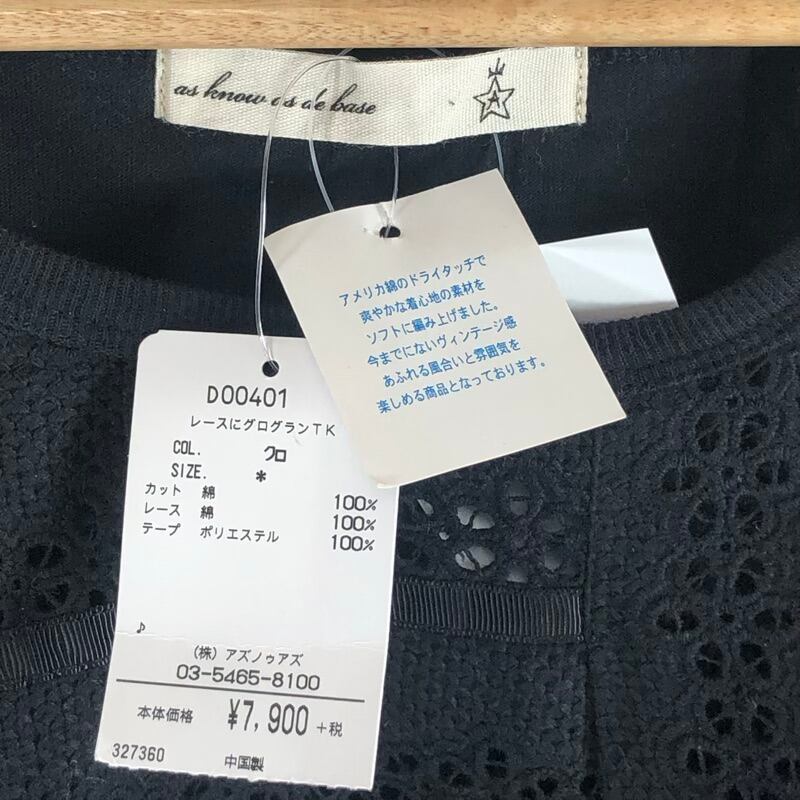 as know as de base
A
アメリカ綿のドライタッチで
爽やかな着心地の素材を
ソフトに編み上げました。
今までにないヴィンテージ感
あふれる風合いと雰囲気を
楽しめる商品となっております。
D00401
レースにグログランTK
COL. クロ
SIZE. *
カット 綿 100%
レース 綿 100%
テープ ポリエステル 100%
♪
(株) アズノゥアズ
03-5465-8100
本体価格 ¥7,900 +税
327360 中国製